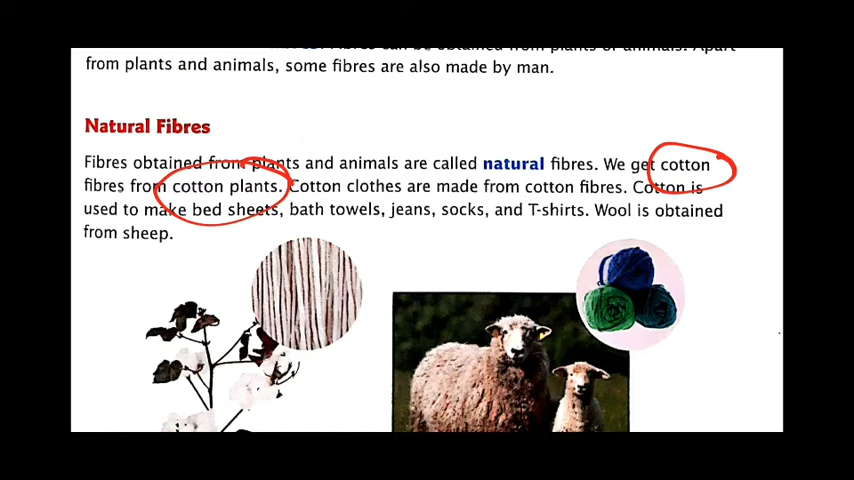 from plants and animals, some fibres are also made by man.
Natural Fibres
Fibres obtained from plants and animals are called natural fibres. We get cotton
fibres from cotton plants. Cotton clothes are made from cotton fibres. Cotton is
used to make bed sheets, bath towels, jeans, socks, and T-shirts. Wool is obtained
from sheep.